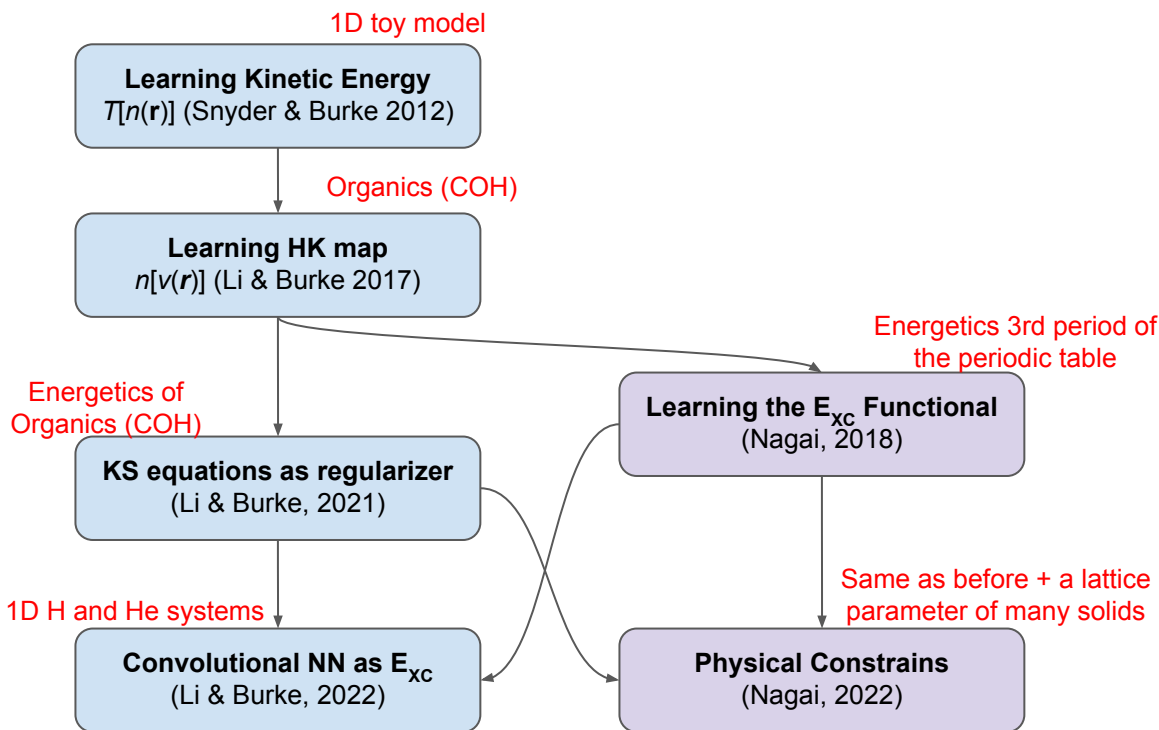 1D toy model
Learning Kinetic Energy
T[n(r)] (Snyder & Burke 2012)
Organics (COH)
Learning HK map
n[v(r)] (Li & Burke 2017)
Energetics 3rd period of
the periodic table
Energetics of
Organics (COH)
Learning the EXC Functional
(Nagai, 2018)
KS equations as regularizer
(Li & Burke, 2021)
Same as before + a lattice
parameter of many solids
1D H and He systems
Convolutional NN as EXC
(Li & Burke, 2022)
Physical Constrains
(Nagai, 2022)